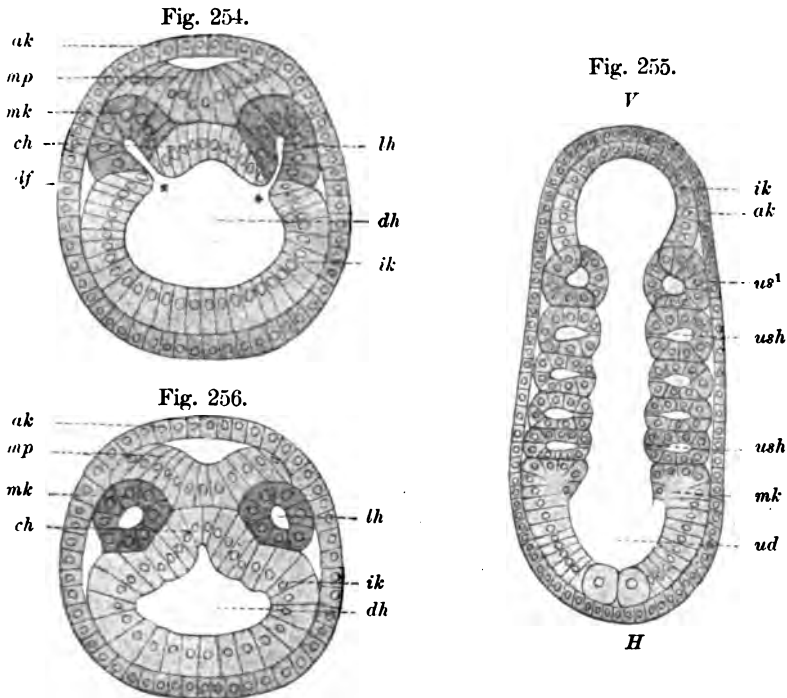 Fig. 254.
ak
mp
mk
ch
lh
dh
ik
Fig. 256.
ak
mp
mk
ch
lh
ik
dh
Fig. 255.
V
ik
ak
us¹
ush
ush
mk
ud
H